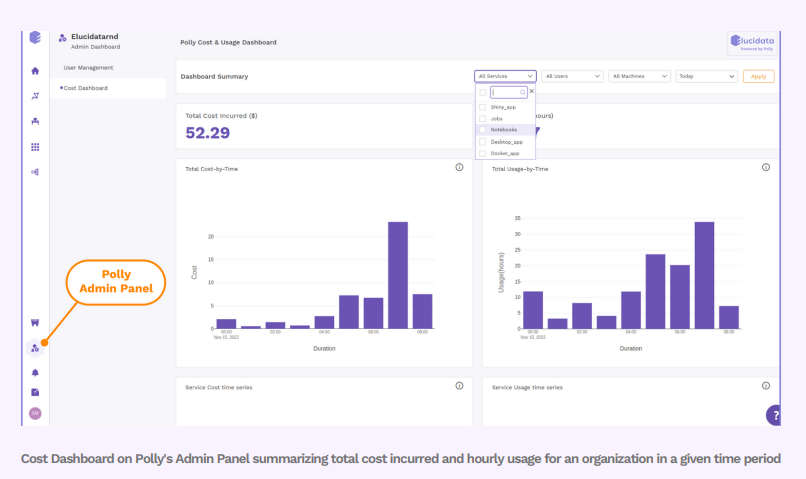 Elucidatarnd
Admin Dashboard
Polly Cost & Usage Dashboard
Elucidata
Powered by Polly
User Management
Cost Dashboard
Dashboard Summary
All Services
All Users
All Machines
Today
Apply
Shiny_app
Jobs
Notebooks
Desktop_app
Docker_app
Total Cost Incurred ($)
52.29
hours)
Total Cost-by-Time
Total Usage-by-Time
Cost
20
15
10
5
0
00:00
02:00
04:00
06:00
08:00
Nov 15, 2022
Duration
Usage(hours)
35
30
25
20
15
10
5
0
00:00
02:00
04:00
06:00
08:00
Nov 15, 2022
Duration
Polly
Admin Panel
Service Cost time series
Service Usage time series
?
Cost Dashboard on Polly's Admin Panel summarizing total cost incurred and hourly usage for an organization in a given time period